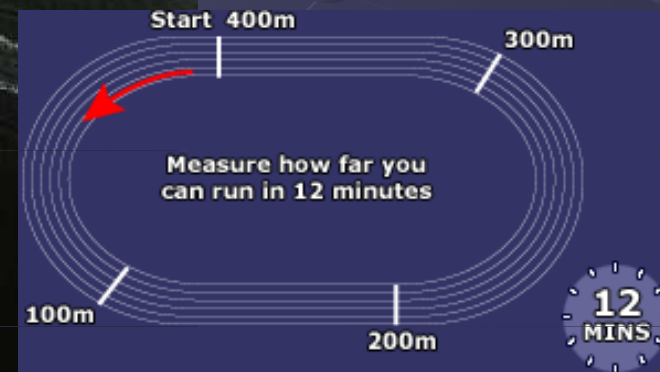 Start 400m
300m
Measure how far you
can run in 12 minutes
100m
200m
12
MINS